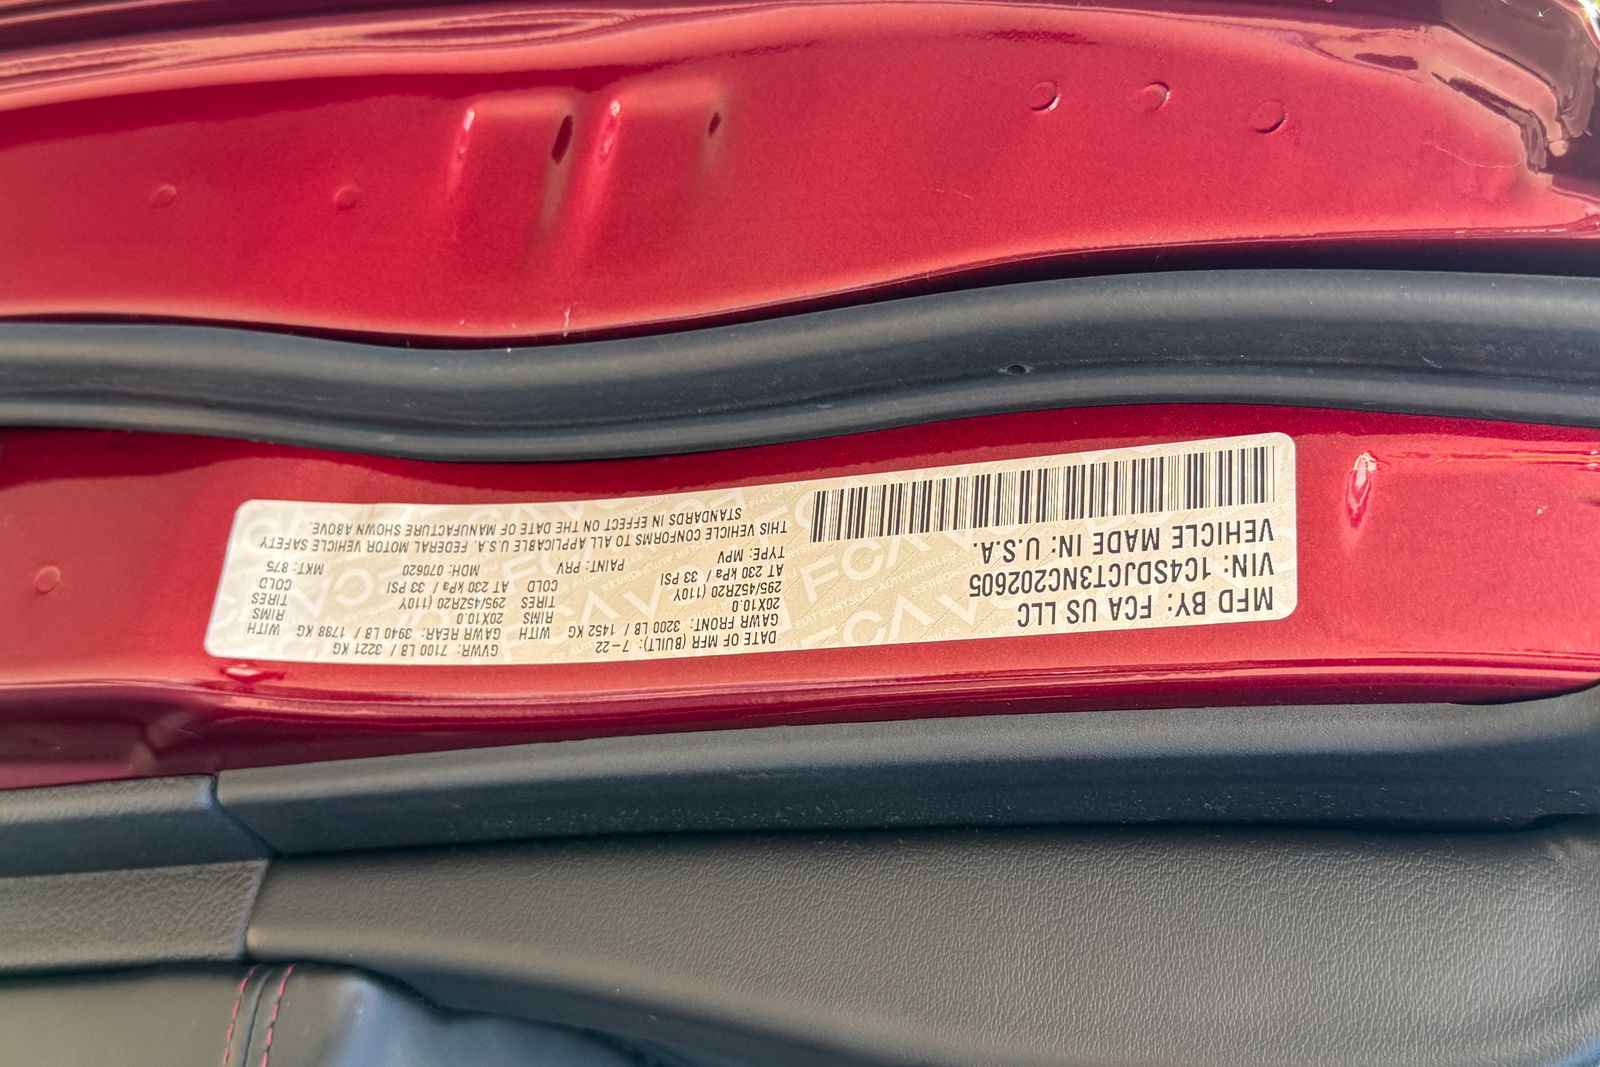 MFD BY: FCA US LLC
VIN: 1C4SDJCT3NC202605
VEHICLE MADE IN: U.S.A.
DATE OF MFR (BUILT): 7-22 GVWR: 7100 LB / 3221 KG
GAWR FRONT: 3200 LB / 1452 KG WITH GAWR REAR: 3940 LB / 1788 KG WITH
20X10.0 RIMS 20X10.0 RIMS
295/45ZR20 (110Y TIRES 295/45ZR20 (110Y TIRES
AT 230 kPa / 33 PSI COLD AT 230 kPa / 33 PSI COLD
TYPE: MPV PAINT: PRV MDH: 070620 MKT: 875
THIS VEHICLE CONFORMS TO ALL APPLICABLE U.S.A. FEDERAL MOTOR VEHICLE SAFETY
STANDARDS IN EFFECT ON THE DATE OF MANUFACTURE SHOWN ABOVE.